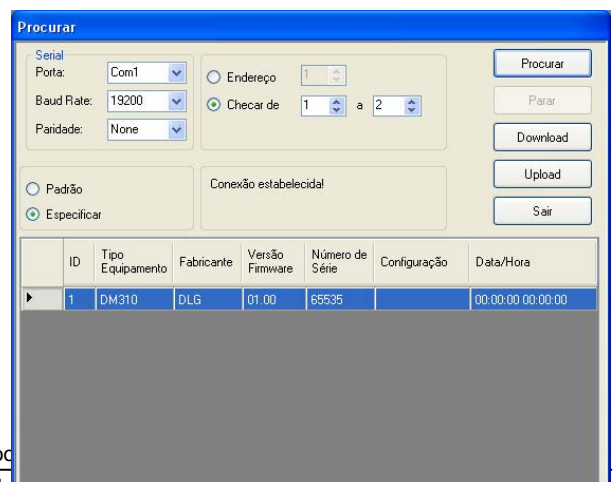 Procurar
Serial
Porta: Com1
Baud Rate: 19200
Paridade: None
Endereço 1
Checar de 1 a 2
Procurar
Parar
Download
Upload
Sair
Padrão
Especificar
Conexão estabelecida!
ID Tipo Equipamento Fabricante Versão Firmware Número de Série Configuração Data/Hora
1 DM310 DLG 01.00 65535 00:00:00 00:00:00